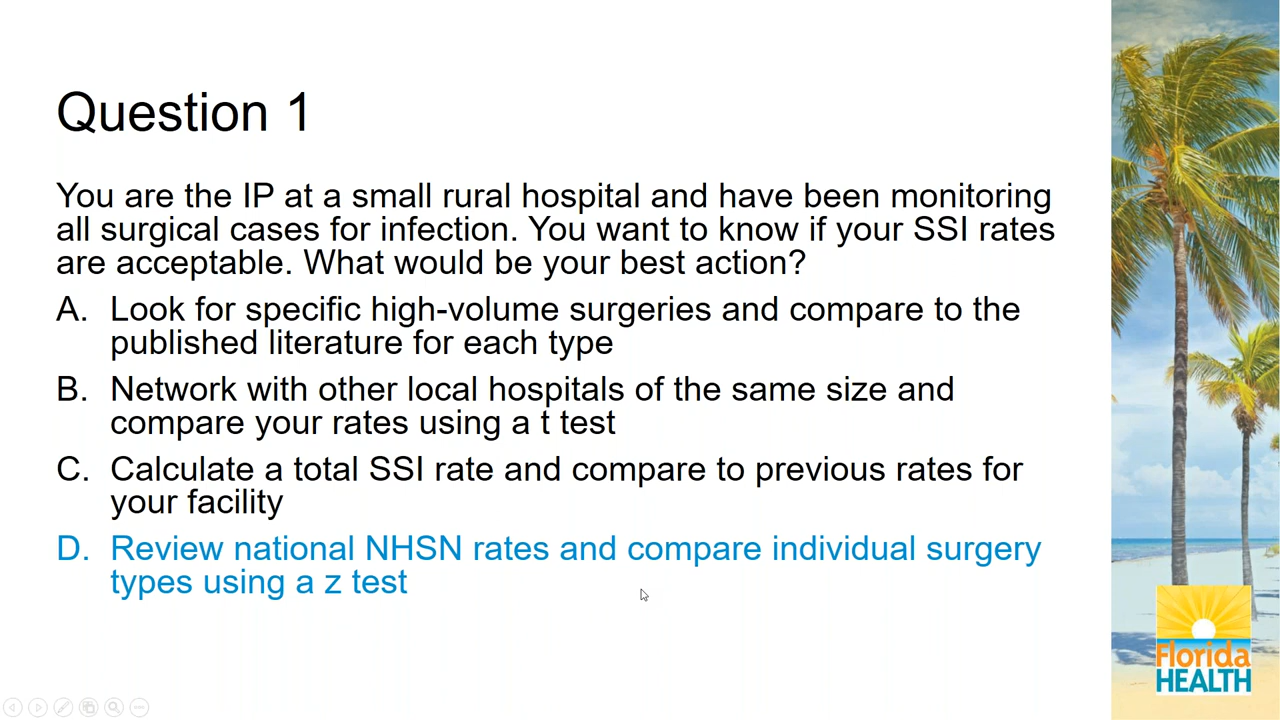 Question 1
You are the IP at a small rural hospital and have been monitoring
all surgical cases for infection. You want to know if your SSI rates
are acceptable. What would be your best action?
A. Look for specific high-volume surgeries and compare to the
published literature for each type
B. Network with other local hospitals of the same size and
compare your rates using a t test
C. Calculate a total SSI rate and compare to previous rates for
your facility
D. Review national NHSN rates and compare individual surgery
types using a z test
Florida
HEALTH